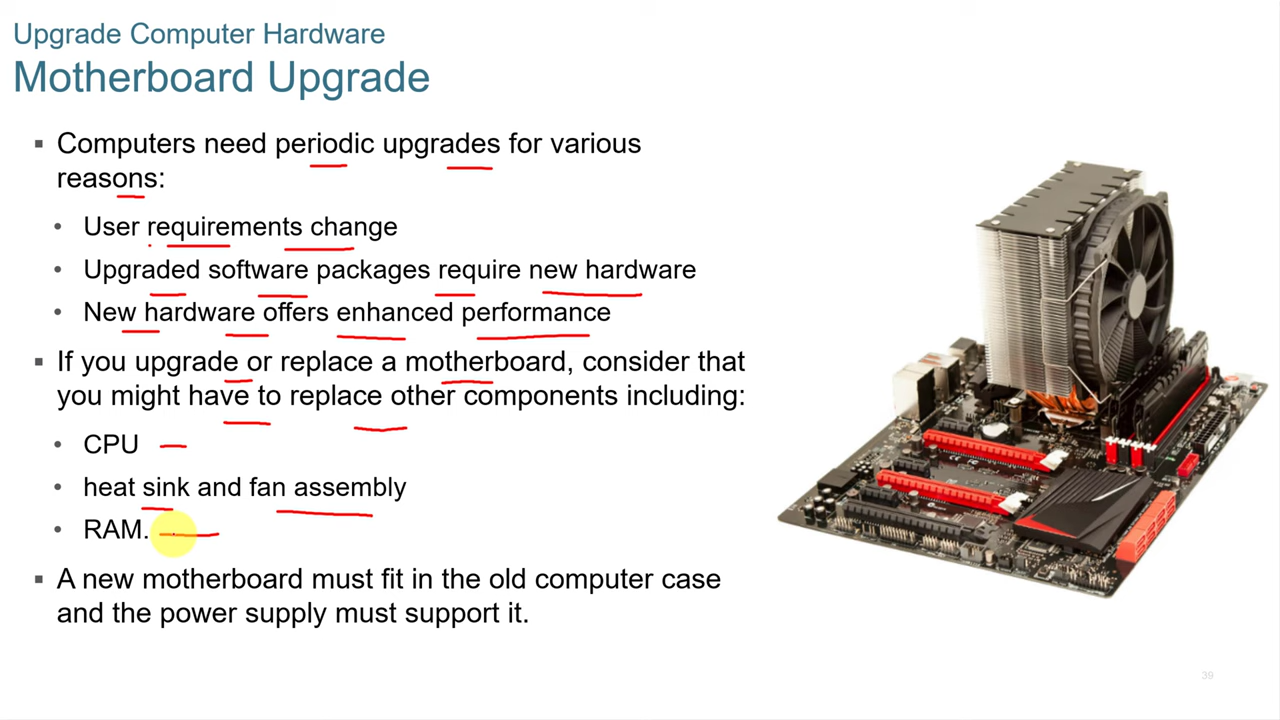 Upgrade Computer Hardware
Motherboard Upgrade
▪ Computers need periodic upgrades for various
reasons:
• User requirements change
• Upgraded software packages require new hardware
• New hardware offers enhanced performance
▪ If you upgrade or replace a motherboard, consider that
you might have to replace other components including:
• CPU
• heat sink and fan assembly
• RAM.
▪ A new motherboard must fit in the old computer case
and the power supply must support it.
39